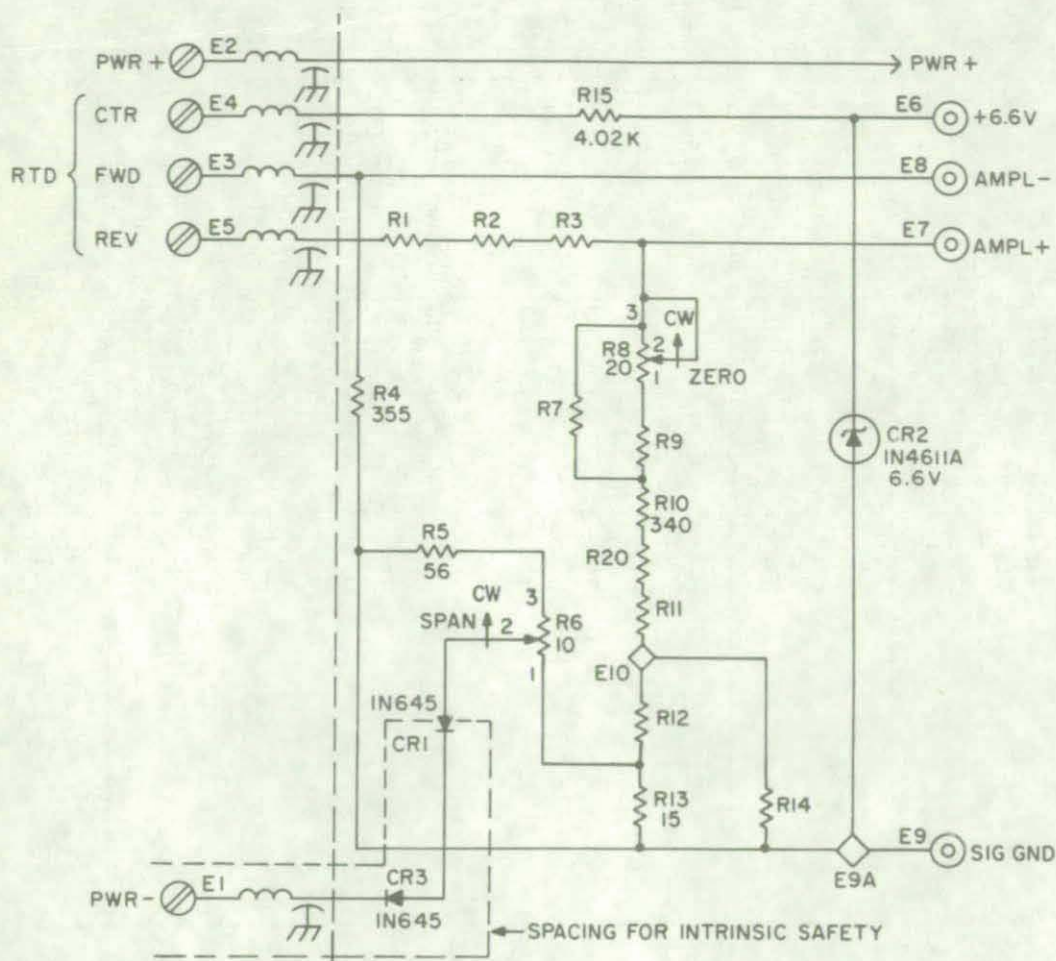 PWR+
E2
PWR+
RTD
CTR
E4
R15
4.02K
E6
+6.6V
FWD
E3
E8
AMPL-
REV
E5
R1
R2
R3
E7
AMPL+
3
CW
R8
20
2
1
ZERO
R4
355
R7
R9
CR2
IN4611A
6.6V
R10
340
R5
56
R20
CW
3
SPAN
2
R6
10
R11
1
E10
IN645
CR1
R12
R13
15
R14
E9
SIG GND
E9A
PWR-
E1
CR3
IN645
SPACING FOR INTRINSIC SAFETY